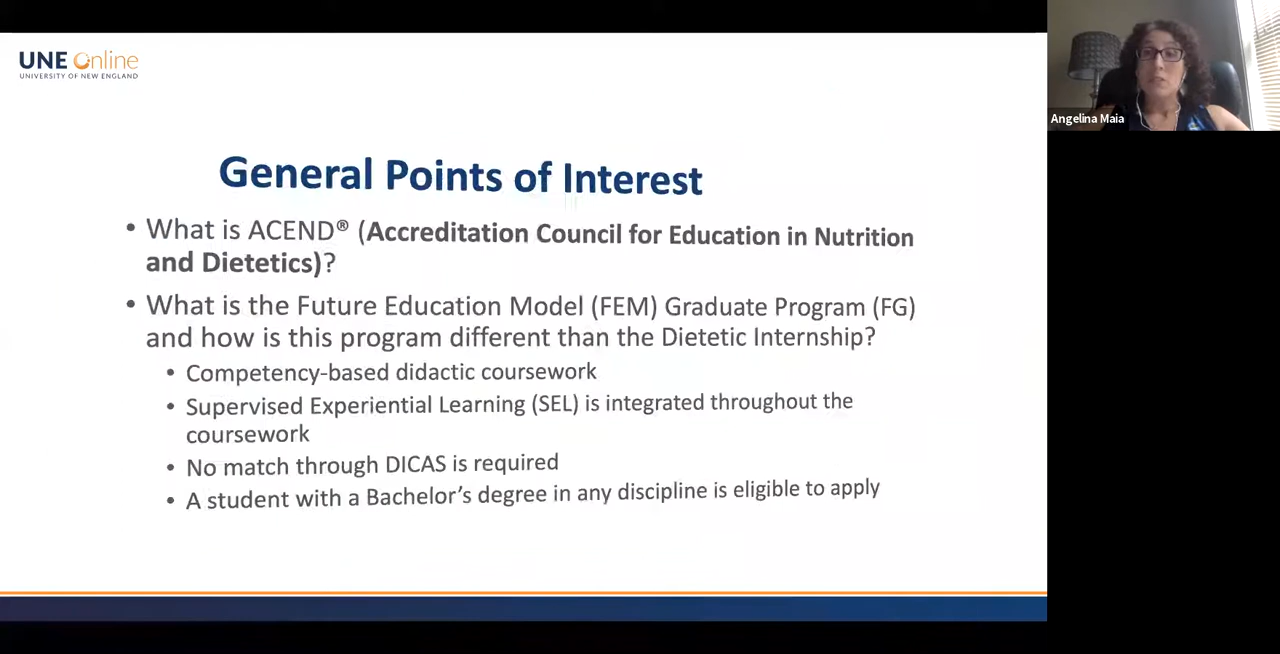 UNE Online
UNIVERSITY OF NEW ENGLAND
Angelina Maia
General Points of Interest
• What is ACEND® (Accreditation Council for Education in Nutrition
and Dietetics)?
• What is the Future Education Model (FEM) Graduate Program (FG)
and how is this program different than the Dietetic Internship?
• Competency-based didactic coursework
• Supervised Experiential Learning (SEL) is integrated throughout the
coursework
• No match through DICAS is required
• A student with a Bachelor's degree in any discipline is eligible to apply